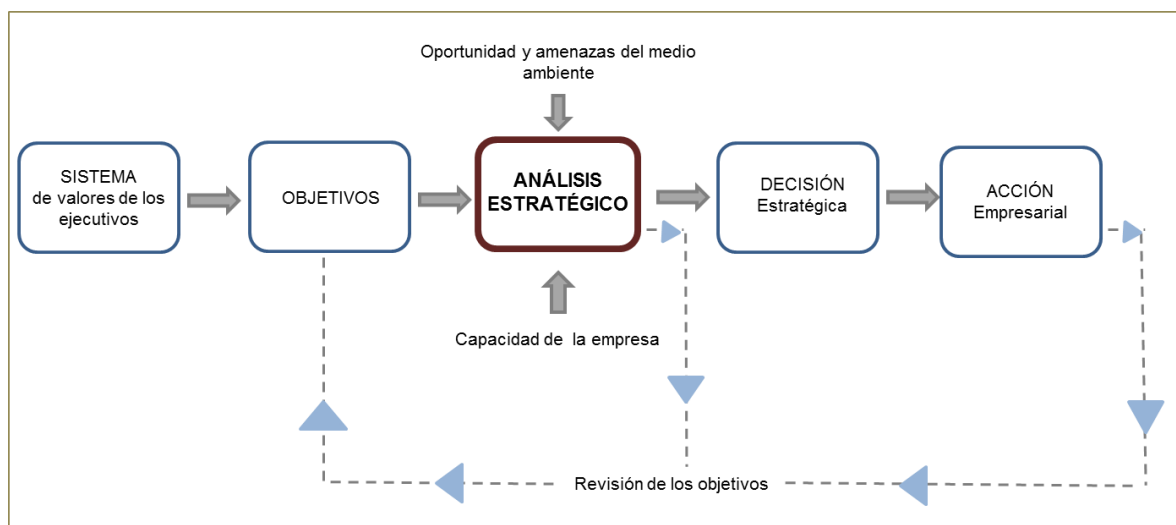 Oportunidad y amenazas del medio
ambiente
SISTEMA
de valores de los
ejecutivos
OBJETIVOS
ANÁLISIS
ESTRATÉGICO
DECISIÓN
Estratégica
ACCIÓN
Empresarial
Capacidad de la empresa
Revisión de los objetivos